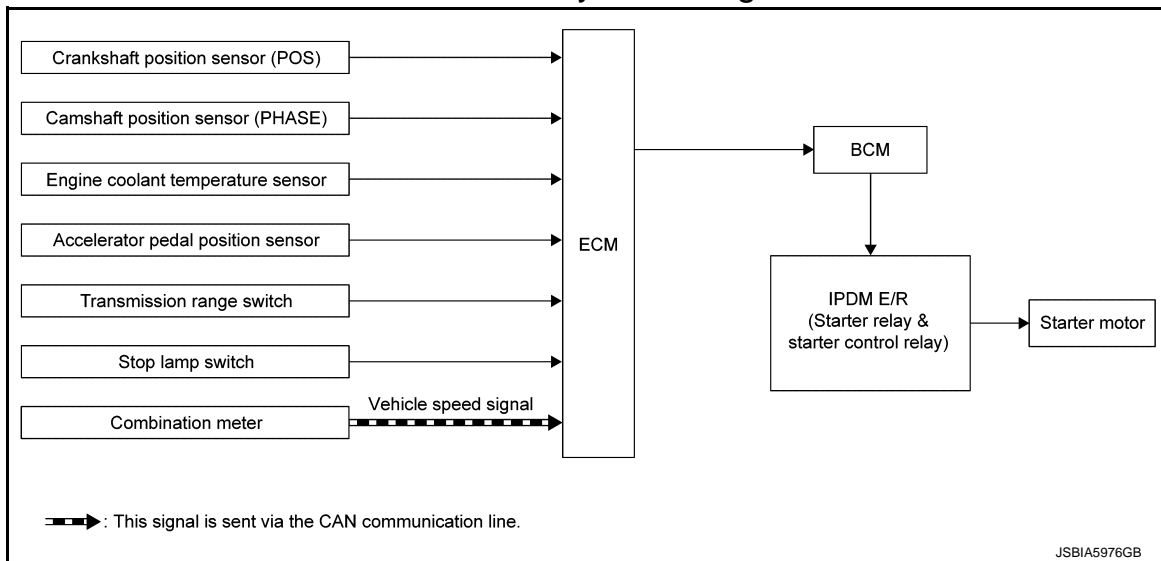 Crankshaft position sensor (POS)
Camshaft position sensor (PHASE)
Engine coolant temperature sensor
Accelerator pedal position sensor
Transmission range switch
Stop lamp switch
Combination meter
Vehicle speed signal
ECM
BCM
IPDM E/R
(Starter relay &
starter control relay)
Starter motor
: This signal is sent via the CAN communication line.
JSBIA5976GB